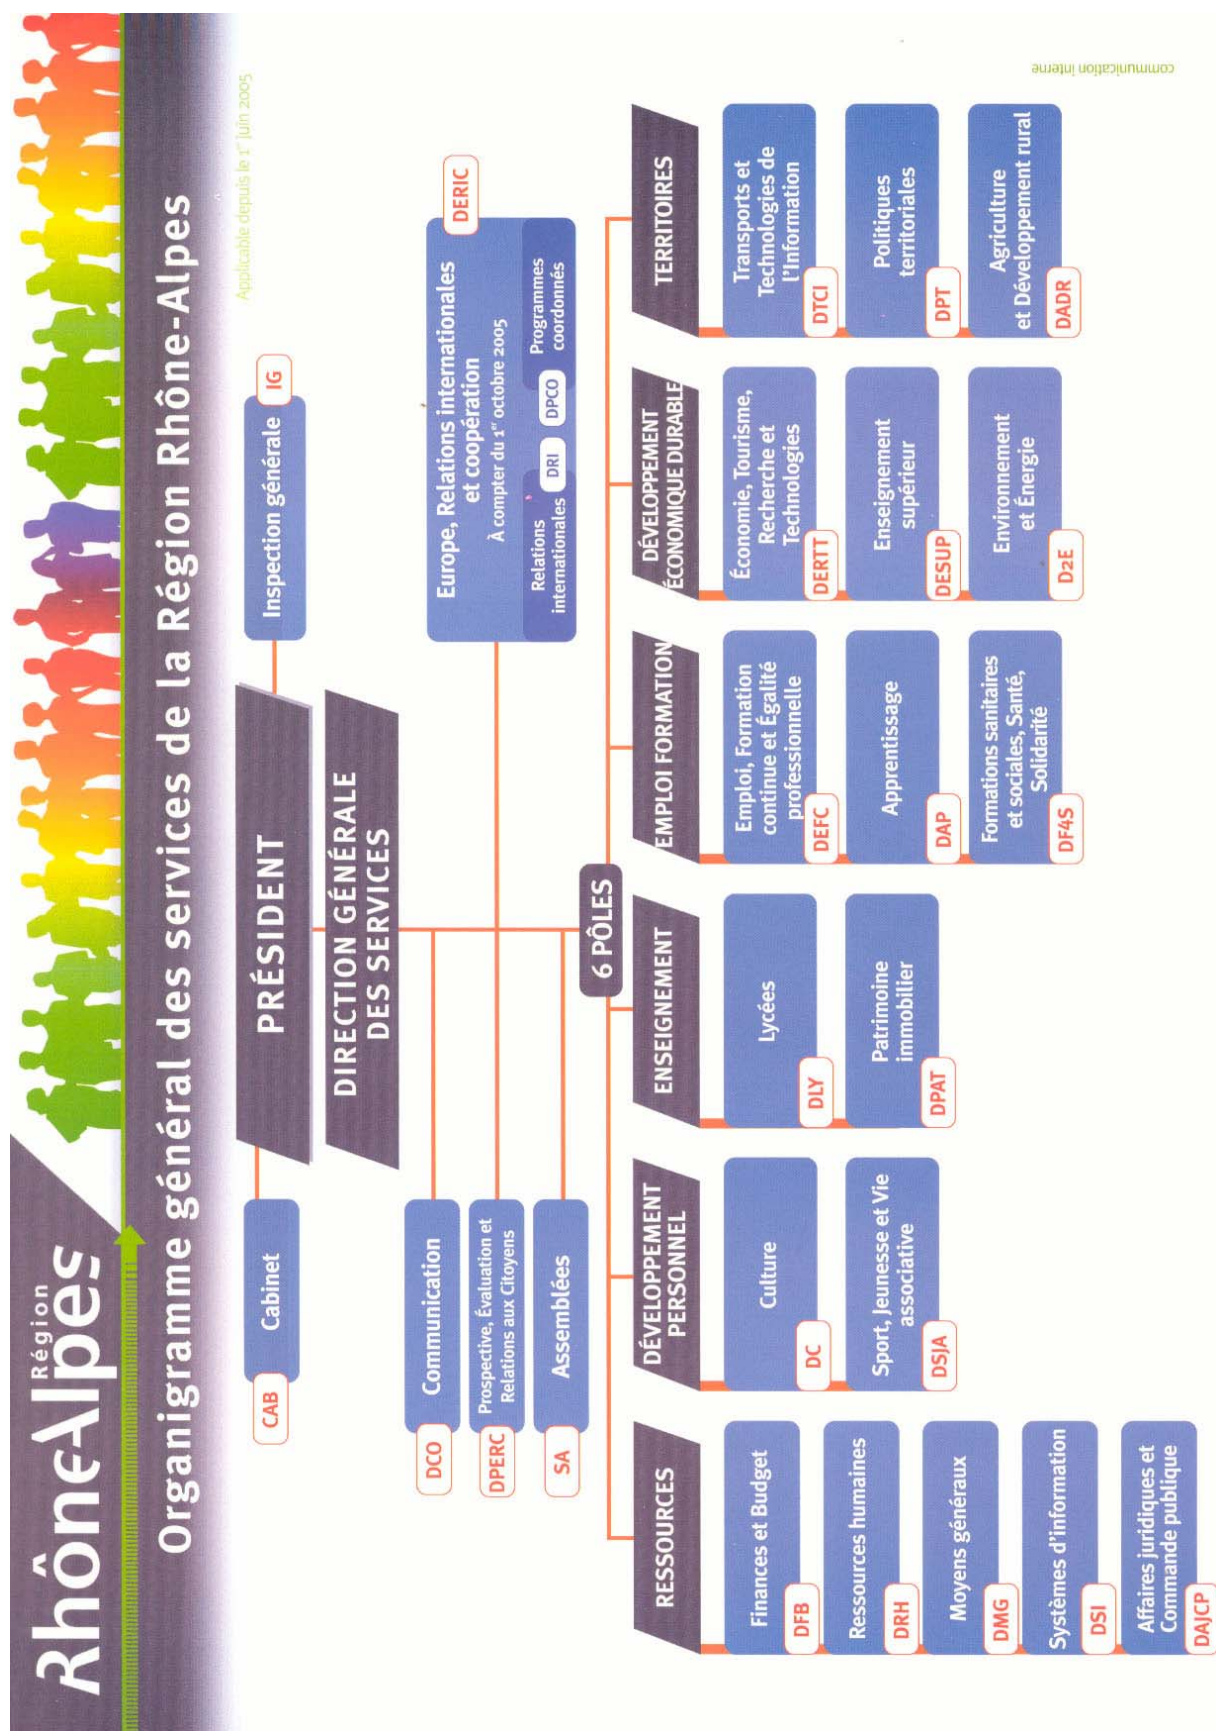 RhôneAlpes
Région
Organigramme général des services de la Région Rhône-Alpes
Applicable depuis le 1er juin 2005
PRÉSIDENT
Cabinet
CAB
Inspection générale
IG
DIRECTION GÉNÉRALE
DES SERVICES
Communication
DCO
Prospective, Évaluation et
Relations aux Citoyens
DPERC
Assemblées
SA
DERIC
Europe, Relations internationales
et coopération
À compter du 1er octobre 2005
Relations
internationales
DRI
DPCO
Programmes
coordonnés
6 PÔLES
RESSOURCES
Finances et Budget
DFB
Ressources humaines
DRH
Moyens généraux
DMG
Systèmes d'information
DSI
Affaires juridiques et
Commande publique
DAJCP
DÉVELOPPEMENT
PERSONNEL
Culture
DC
Sport, Jeunesse et Vie
associative
DSJA
ENSEIGNEMENT
Lycées
DLY
Patrimoine
immobilier
DPAT
EMPLOI FORMATION
Emploi, Formation
continue et Égalité
professionnelle
DEFC
Apprentissage
DAP
Formations sanitaires
et sociales, Santé,
Solidarité
DF4S
DÉVELOPPEMENT
ÉCONOMIQUE DURABLE
Économie, Tourisme,
Recherche et
Technologies
DERTT
Enseignement
supérieur
DESUP
Environnement
et Énergie
D2E
TERRITOIRES
Transports et
Technologies de
l'Information
DTCI
Politiques
territoriales
DPT
Agriculture
et Développement rural
DADR
communication interne